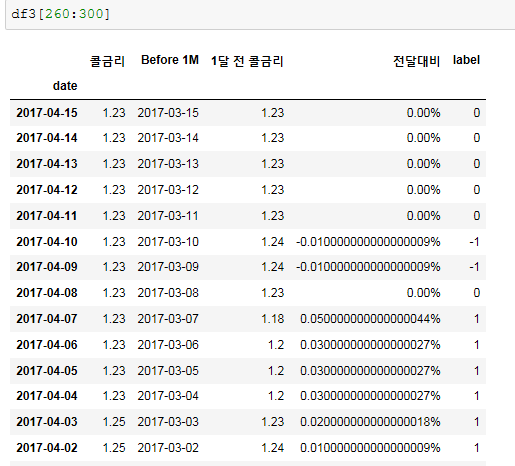 df3[260:300]
콜금리 Before 1M 1달 전 콜금리 전달대비 label
date
2017-04-15 1.23 2017-03-15 1.23 0.00% 0
2017-04-14 1.23 2017-03-14 1.23 0.00% 0
2017-04-13 1.23 2017-03-13 1.23 0.00% 0
2017-04-12 1.23 2017-03-12 1.23 0.00% 0
2017-04-11 1.23 2017-03-11 1.23 0.00% 0
2017-04-10 1.23 2017-03-10 1.24 -0.010000000000000009% -1
2017-04-09 1.23 2017-03-09 1.24 -0.010000000000000009% -1
2017-04-08 1.23 2017-03-08 1.23 0.00% 0
2017-04-07 1.23 2017-03-07 1.18 0.050000000000000044% 1
2017-04-06 1.23 2017-03-06 1.2 0.030000000000000027% 1
2017-04-05 1.23 2017-03-05 1.2 0.030000000000000027% 1
2017-04-04 1.23 2017-03-04 1.2 0.030000000000000027% 1
2017-04-03 1.25 2017-03-03 1.23 0.020000000000000018% 1
2017-04-02 1.25 2017-03-02 1.24 0.010000000000000009% 1